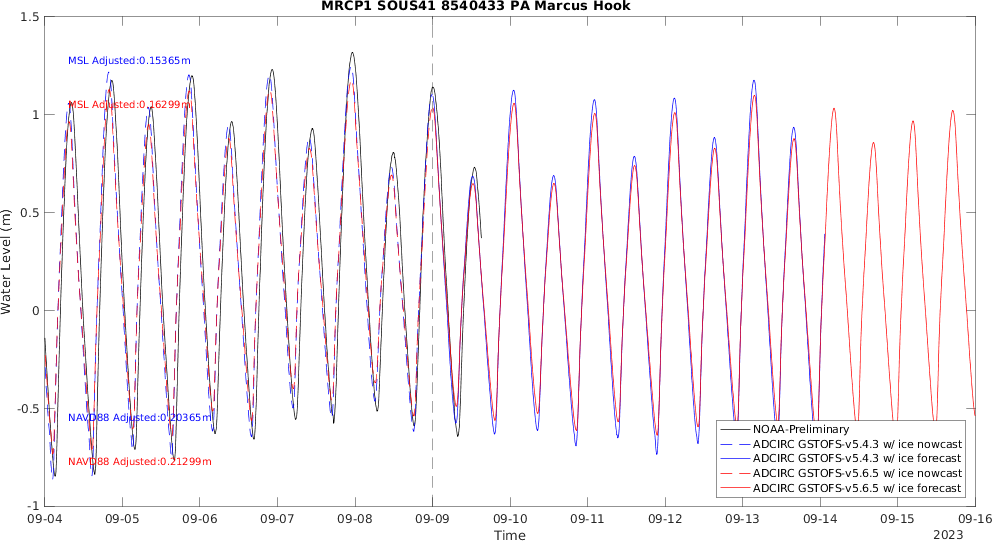 MRCP1 SOUS41 8540433 PA Marcus Hook
1.5
MSL Adjusted:0.15365m
MSL Adjusted:0.16299m
1
0.5
Water Level (m)
0
-0.5
NAVD88 Adjusted:0.20365m
NAVD88 Adjusted:0.21299m
NOAA-Preliminary
ADCIRC GSTOFS-v5.4.3 w/ ice nowcast
ADCIRC GSTOFS-v5.4.3 w/ ice forecast
ADCIRC GSTOFS-v5.6.5 w/ ice nowcast
ADCIRC GSTOFS-v5.6.5 w/ ice forecast
-1
09-04 09-05 09-06 09-07 09-08 09-09 09-10 09-11 09-12 09-13 09-14 09-15 09-16
Time
2023